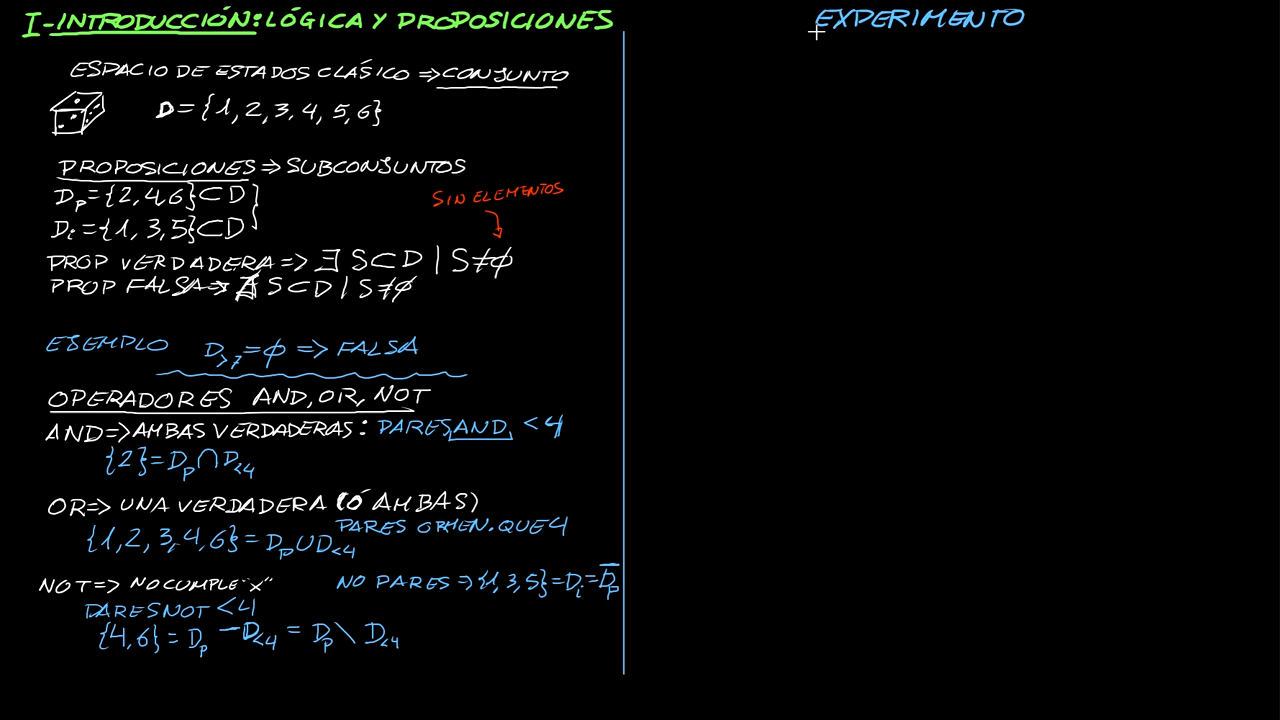 I-INTRODUCCIÓN: LÓGICA Y PROPOSICIONES
ESPACIO DE ESTADOS CLÁSICO => CONJUNTO
D = {1, 2, 3, 4, 5, 6}
PROPOSICIONES => SUBCONJUNTOS
Dp = {2, 4, 6} ⊂ D
Di = {1, 3, 5} ⊂ D
SIN ELEMENTOS
PROP VERDADERA => ∃ S ⊂ D | S ≠ ϕ
PROP FALSA => ∄ S ⊂ D | S ≠ ϕ
EJEMPLO D>7 = ϕ => FALSA
OPERADORES AND, OR, NOT
AND => AMBAS VERDADERAS: PARES AND < 4
{2} = Dp ∩ D<4
OR => UNA VERDADERA (Ó AMBAS)
PARES OR MEN. QUE 4
{1, 2, 3, 4, 6} = Dp ∪ D<4
NOT => NO CUMPLE "X" NO PARES => {1, 3, 5} = Di = D̅p
PARES NOT < 4
{4, 6} = Dp - D<4 = Dp \ D<4
EXPERIMENTO